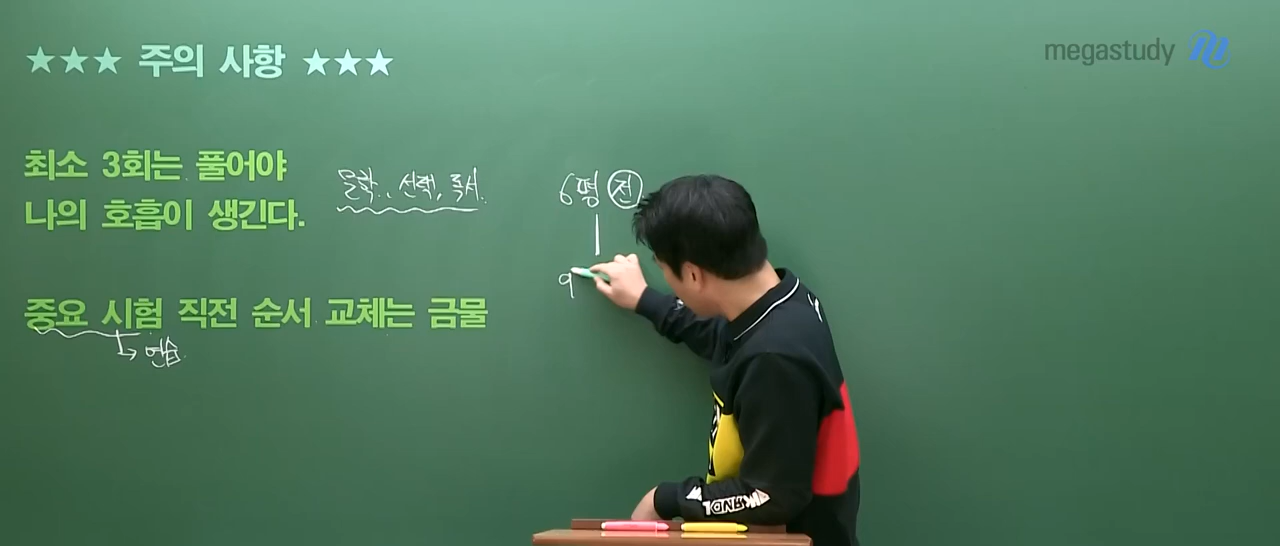 ★★★ 주의 사항 ★★★
megastudy
최소 3회는 풀어야
나의 호흡이 생긴다.
문학, 선택, 독서.
6평 전
9
중요 시험 직전 순서 교체는 금물
연습.
KANDL